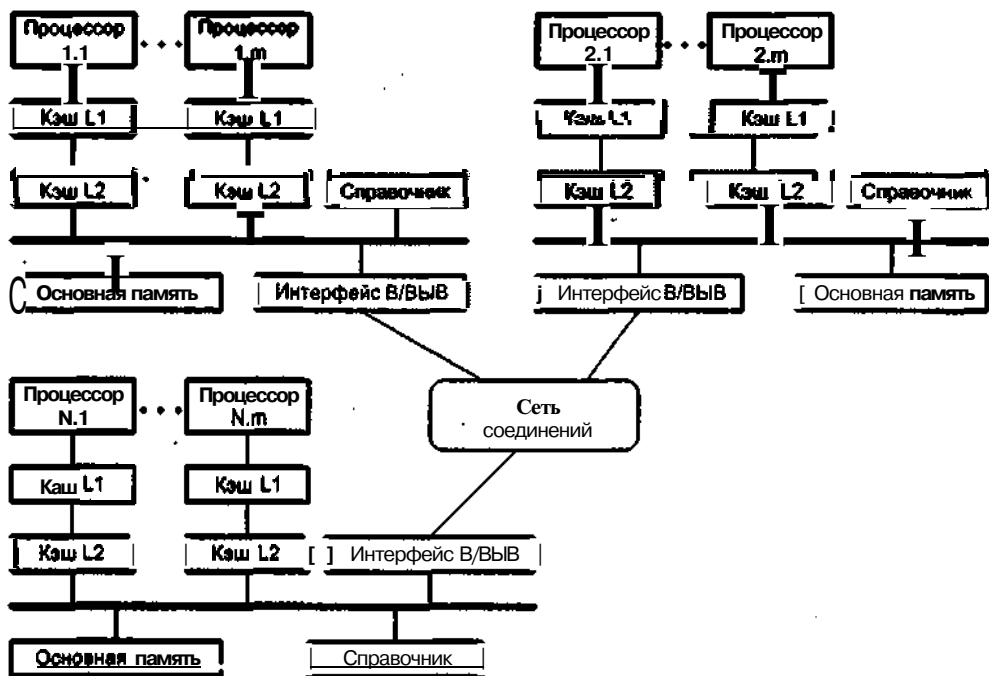 Процессор
1.1
Процессор
1.m
Процессор
2.1
Процессор
2.m
Кэш L1
Кэш L1
Кэш L1
Кэш L1
Кэш L2
Кэш L2
Справочник
Кэш L2
Кэш L2
Справочник
Основная память
Интерфейс В/ВЫВ
Интерфейс В/ВЫВ
Основная память
Сеть
соединений
Процессор
N.1
Процессор
N.m
Каш L1
Кэш L1
Кэш L2
Кэш L2
Интерфейс В/ВЫВ
Основная память
Справочник